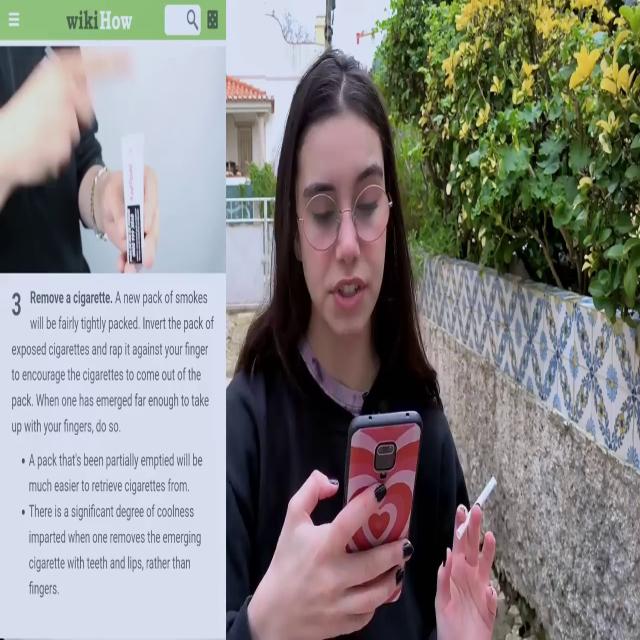 wikiHow
3 Remove a cigarette. A new pack of smokes
will be fairly tightly packed. Invert the pack of
exposed cigarettes and rap it against your finger
to encourage the cigarettes to come out of the
pack. When one has emerged far enough to take
up with your fingers, do so.
• A pack that's been partially emptied will be
much easier to retrieve cigarettes from.
• There is a significant degree of coolness
imparted when one removes the emerging
cigarette with teeth and lips, rather than
fingers.